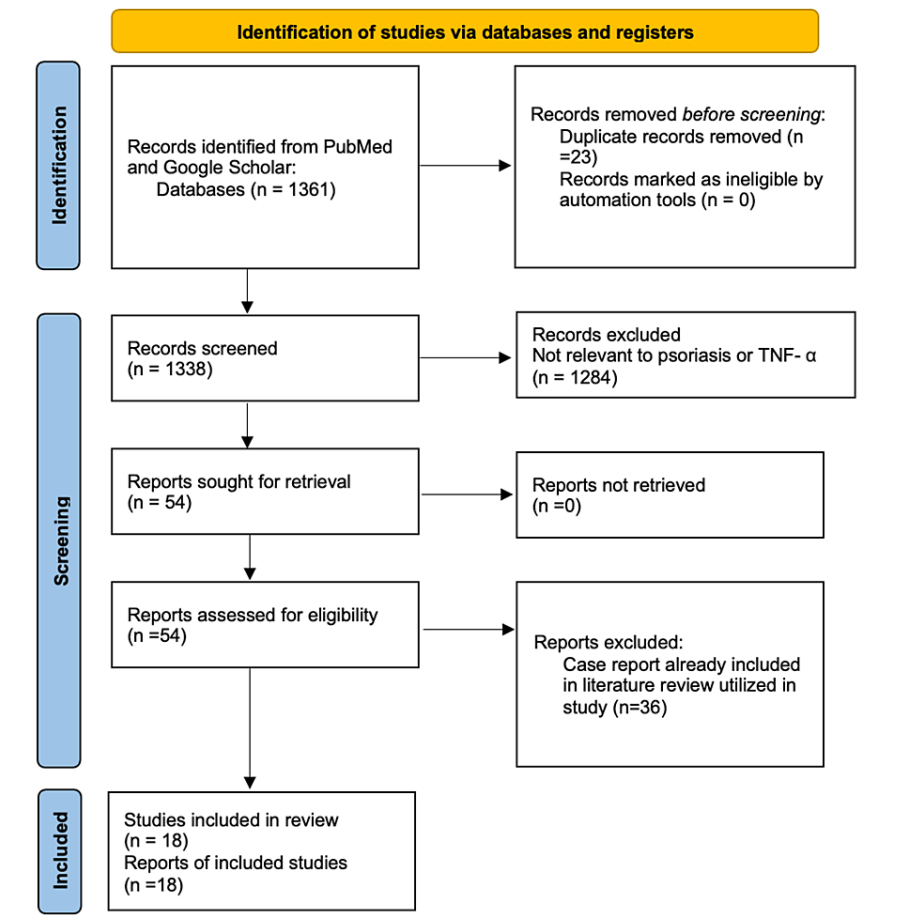 Identification of studies via databases and registers
Identification
Records identified from PubMed
and Google Scholar:
Databases (n = 1361)
Records removed before screening:
Duplicate records removed (n
=23)
Records marked as ineligible by
automation tools (n = 0)
Screening
Records screened
(n = 1338)
Records excluded
Not relevant to psoriasis or TNF- α
(n = 1284)
Reports sought for retrieval
(n = 54)
Reports not retrieved
(n =0)
Reports assessed for eligibility
(n =54)
Reports excluded:
Case report already included
in literature review utilized in
study (n=36)
Included
Studies included in review
(n = 18)
Reports of included studies
(n =18)